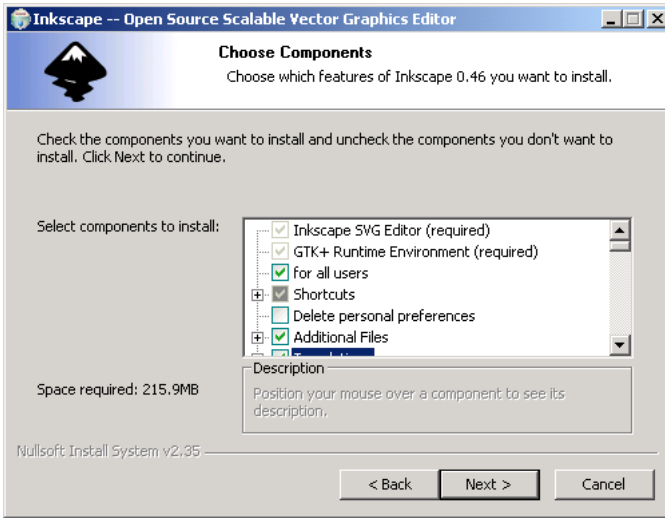 Inkscape -- Open Source Scalable Vector Graphics Editor
Choose Components
Choose which features of Inkscape 0.46 you want to install.
Check the components you want to install and uncheck the components you don't want to
install. Click Next to continue.
Select components to install:
Inkscape SVG Editor (required)
GTK+ Runtime Environment (required)
for all users
Shortcuts
Delete personal preferences
Additional Files
Space required: 215.9MB
Description
Position your mouse over a component to see its
description.
Nullsoft Install System v2.35
< Back
Next >
Cancel